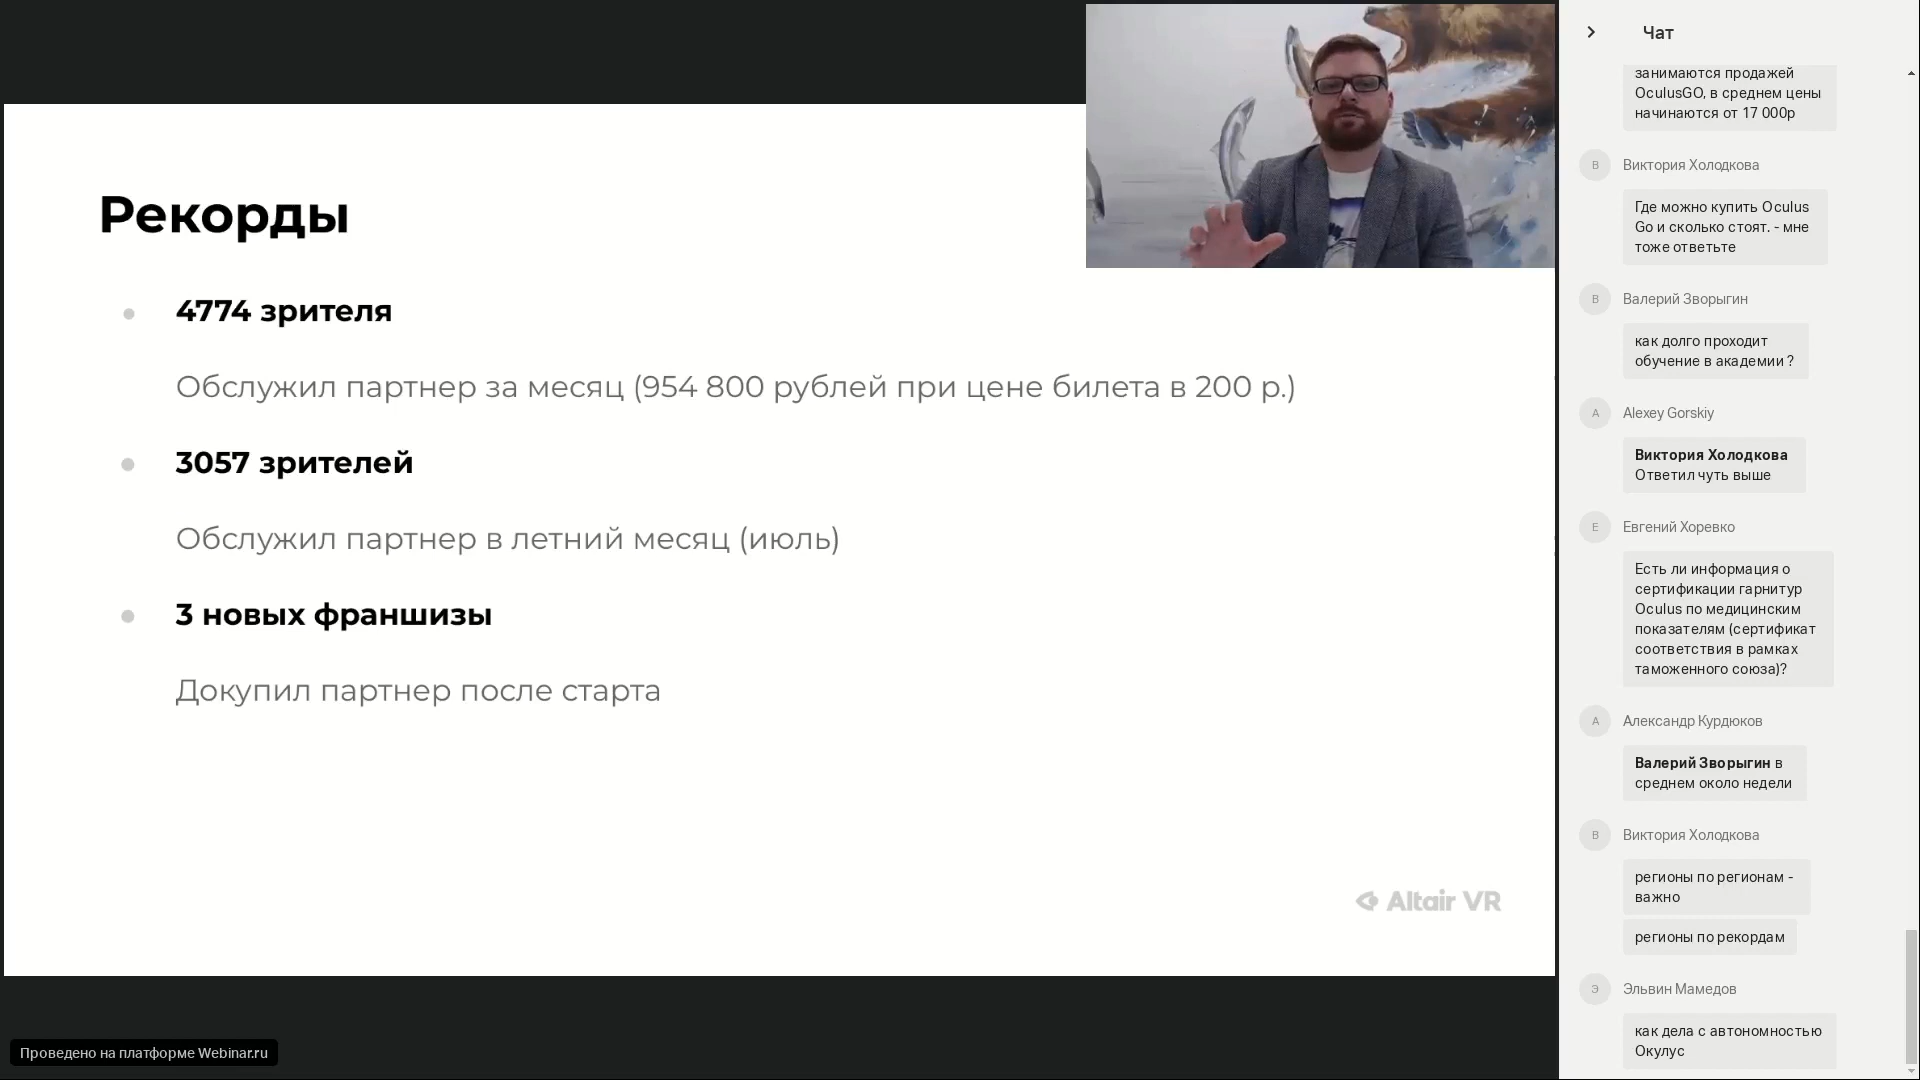 Рекорды
4774 зрителя
Обслужил партнер за месяц (954 800 рублей при цене билета в 200 р.)
3057 зрителей
Обслужил партнер в летний месяц (июль)
3 новых франшизы
Докупил партнер после старта
Altair VR
Проведено на платформе Webinar.ru
Чат
занимаются продажей
OculusGO, в среднем цены
начинаются от 17 000р
В
Виктория Холодкова
Где можно купить Oculus
Go и сколько стоят. - мне
тоже ответьте
В
Валерий Зворыгин
как долго проходит
обучение в академии ?
A
Alexey Gorskiy
Виктория Холодкова
Ответил чуть выше
Е
Евгений Хоревко
Есть ли информация о
сертификации гарнитур
Oculus по медицинским
показателям (сертификат
соответствия в рамках
таможенного союза)?
А
Александр Курдюков
Валерий Зворыгин в
среднем около недели
В
Виктория Холодкова
регионы по регионам -
важно
регионы по рекордам
Э
Эльвин Мамедов
как дела с автономностью
Окулус